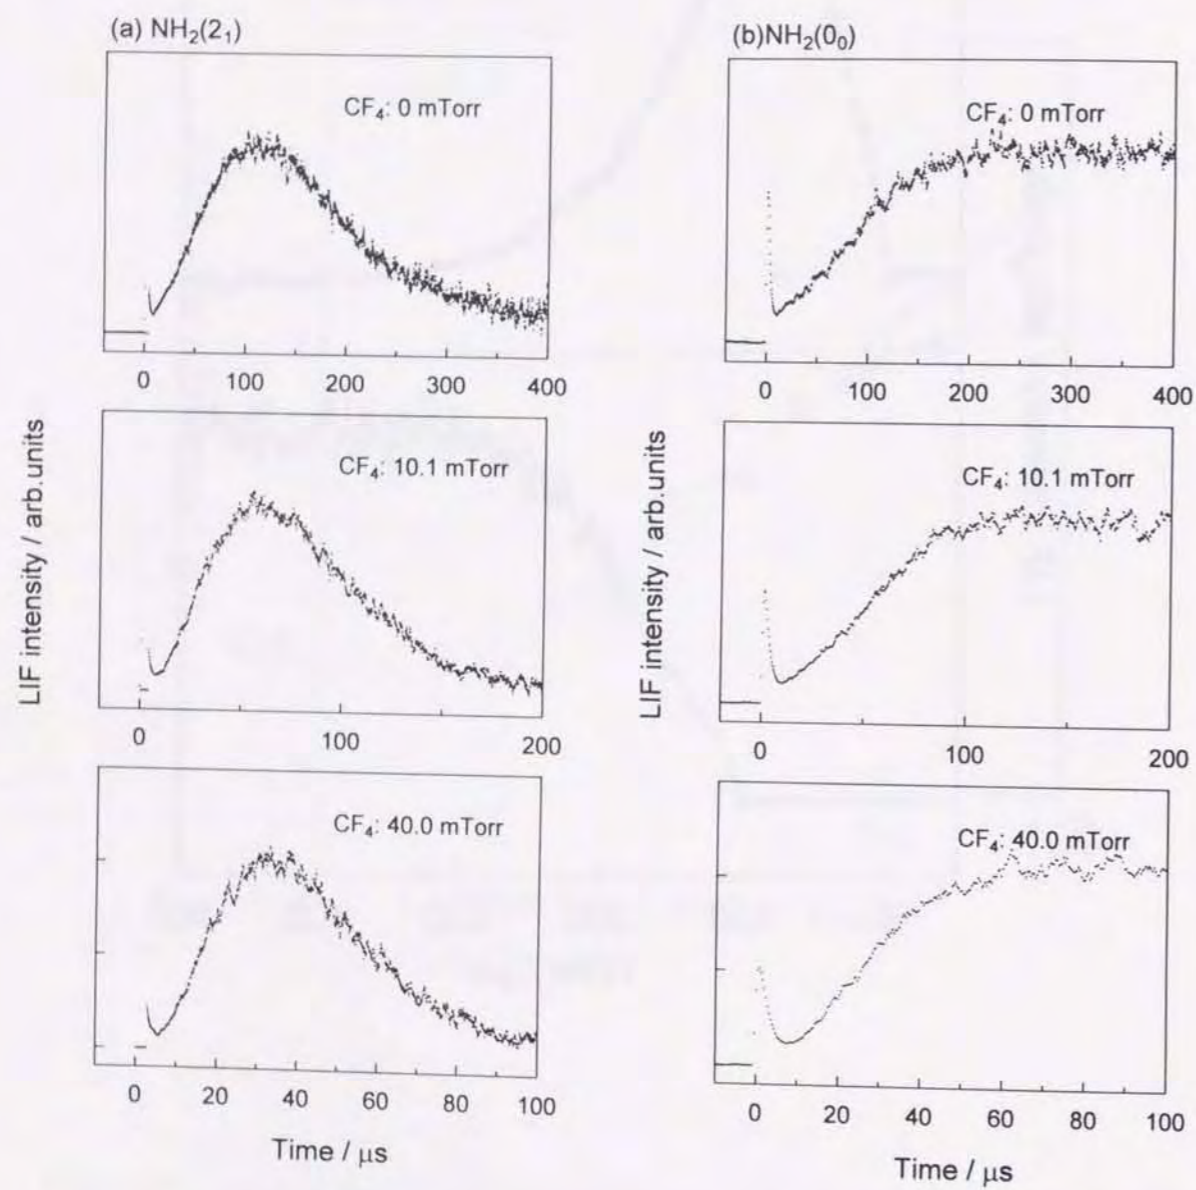 (a) NH₂(2₁)
CF₄: 0 mTorr
0 100 200 300 400
CF₄: 10.1 mTorr
0 100 200
CF₄: 40.0 mTorr
0 20 40 60 80 100
Time / μs
LIF intensity / arb.units
(b)NH₂(0₀)
CF₄: 0 mTorr
0 100 200 300 400
CF₄: 10.1 mTorr
0 100 200
CF₄: 40.0 mTorr
0 20 40 60 80 100
Time / μs
LIF intensity / arb.units